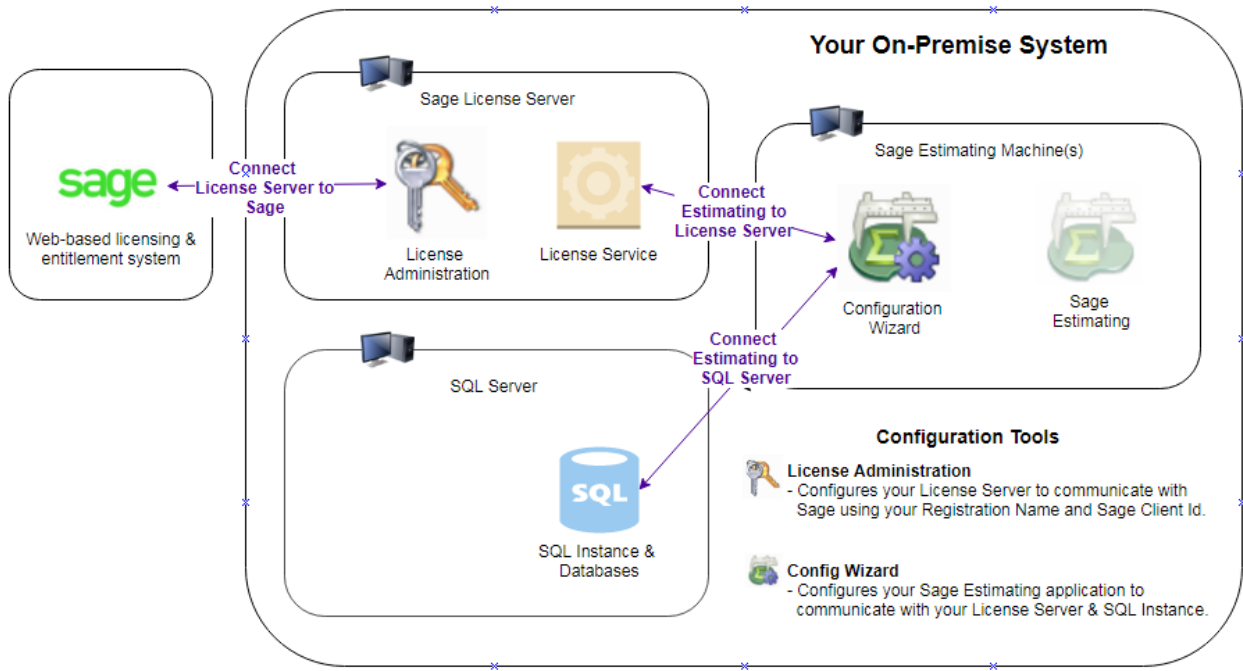 Your On-Premise System
Sage License Server
Sage Estimating Machine(s)
Connect
License Server to
Sage
sage
Web-based licensing &
entitlement system
License
Administration
License Service
Connect
Estimating to
License Server
Configuration
Wizard
Sage
Estimating
Connect
Estimating to
SQL Server
SQL Server
SQL
SQL Instance &
Databases
Configuration Tools
License Administration
- Configures your License Server to communicate with
Sage using your Registration Name and Sage Client Id.
Config Wizard
- Configures your Sage Estimating application to
communicate with your License Server & SQL Instance.